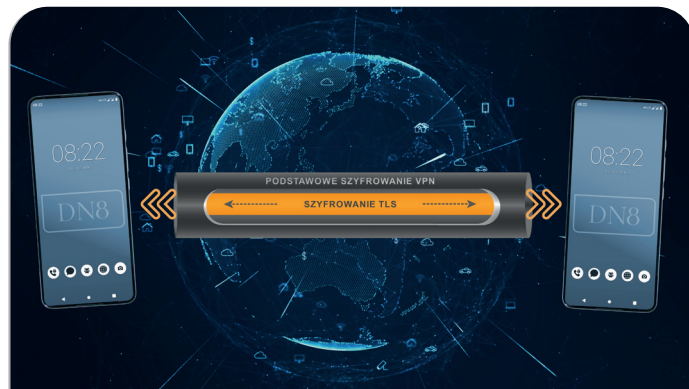 08:22
DN8
PODSTAWOWE SZYFROWANIE VPN
SZYFROWANIE TLS
08:22
DN8